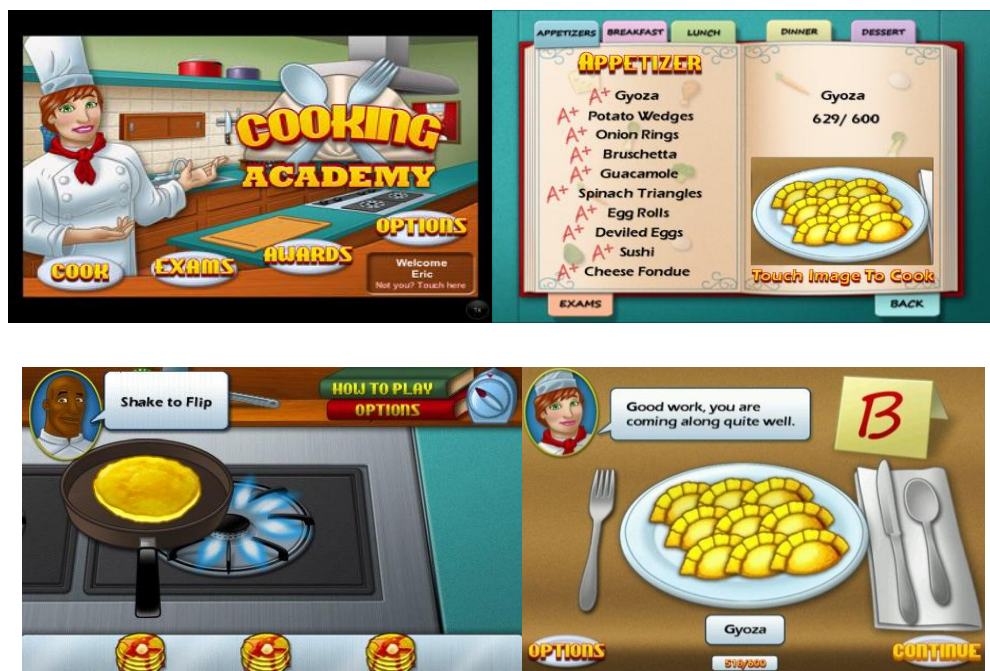 COOKING
ACADEMY
OPTIONS
AWARDS
EXAMS
COOK
Welcome
Eric
Not you? Touch here
APPETIZERS
BREAKFAST
LUNCH
DINNER
DESSERT
APPETIZER
A+ Gyoza
A+ Potato Wedges
A+ Onion Rings
A+ Bruschetta
A+ Guacamole
A+ Spinach Triangles
A+ Egg Rolls
A+ Deviled Eggs
A+ Sushi
A+ Cheese Fondue
Gyoza
629/ 600
Touch Image To Cook
EXAMS
BACK
Shake to Flip
HOW TO PLAY
OPTIONS
Good work, you are
coming along quite well.
B
Gyoza
OPTIONS
CONTINUE